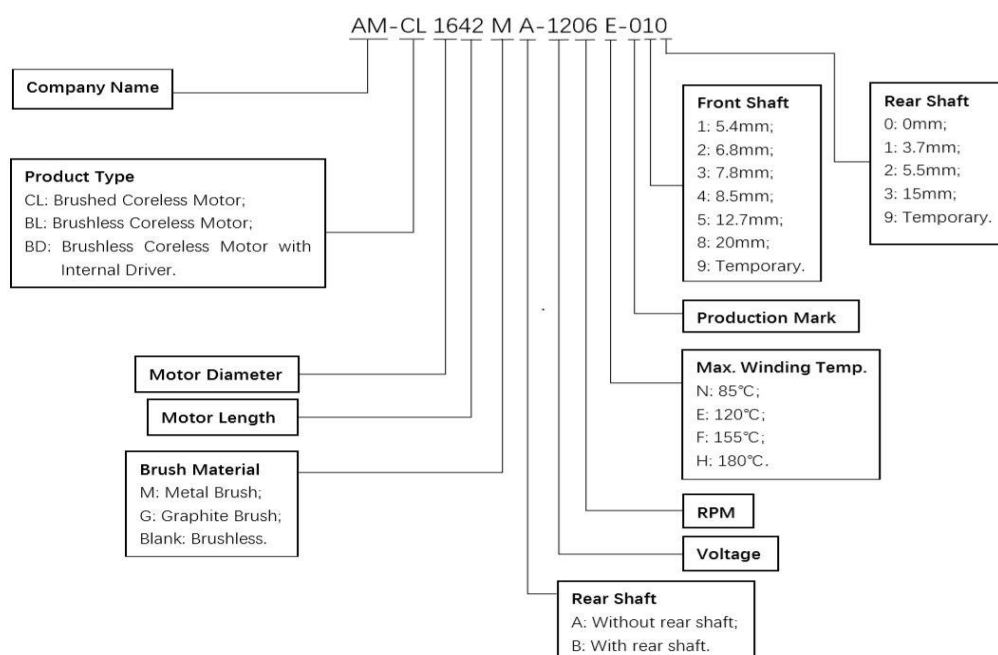 AM-CL 1642 M A-1206 E-010
Company Name
Product Type
CL: Brushed Coreless Motor;
BL: Brushless Coreless Motor;
BD: Brushless Coreless Motor with
Internal Driver.
Motor Diameter
Motor Length
Brush Material
M: Metal Brush;
G: Graphite Brush;
Blank: Brushless.
Front Shaft
1: 5.4mm;
2: 6.8mm;
3: 7.8mm;
4: 8.5mm;
5: 12.7mm;
8: 20mm;
9: Temporary.
Rear Shaft
0: 0mm;
1: 3.7mm;
2: 5.5mm;
3: 15mm;
9: Temporary.
Production Mark
Max. Winding Temp.
N: 85℃;
E: 120℃;
F: 155℃;
H: 180℃.
RPM
Voltage
Rear Shaft
A: Without rear shaft;
B: With rear shaft.